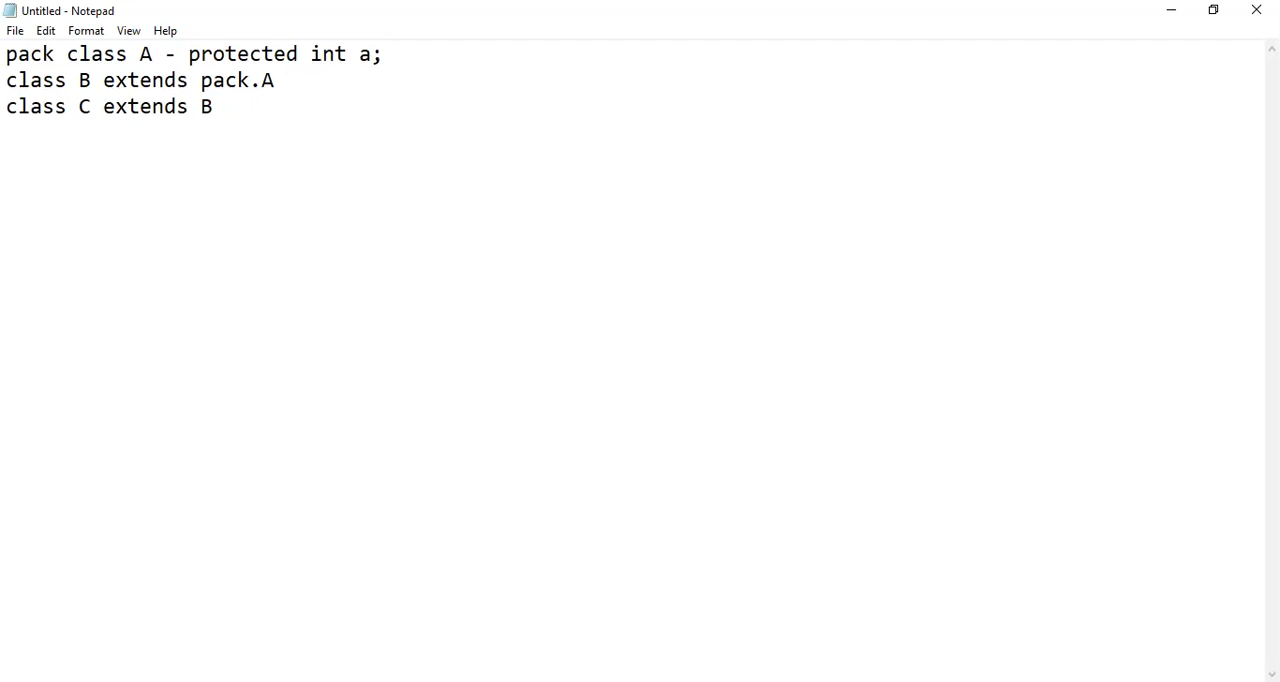 Untitled - Notepad
File Edit Format View Help
pack class A - protected int a;
class B extends pack.A
class C extends B